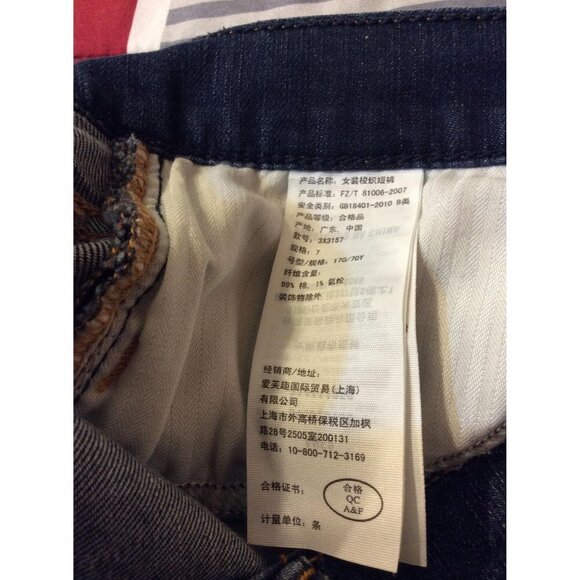 产品名称: 女装梭织短裤
产品标准: FZ/T 81006-2007
安全类别: GB18401-2010 B类
产品等级: 合格品
产地: 广东, 中国
款号: 3X3157
规格: 7
号型/规格: 170/70Y
纤维含量:
99% 棉, 1% 氨纶
装饰物除外
经销商/地址:
爱芙趣国际贸易(上海)
有限公司
上海市外高桥保税区加枫
路28号2505室200131
电话: 10-800-712-3169
合格证书:
合格
QC
A&F
计量单位: 条